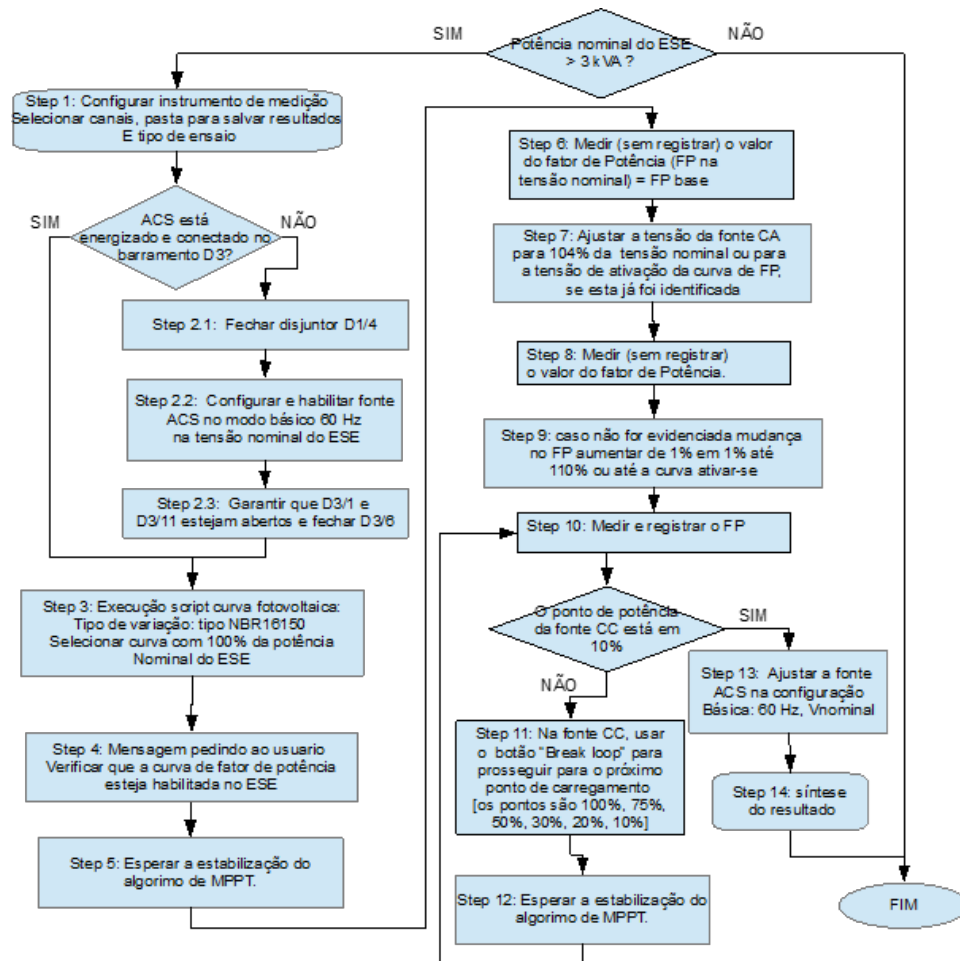 SIM
Potência nominal do ESE
> 3 kVA ?
NÃO
Step 1: Configurar instrumento de medição
Selecionar canais, pasta para salvar resultados
E tipo de ensaio
SIM
ACS está
energizado e conectado no
barramento D3?
NÃO
Step 2.1: Fechar disjuntor D1/4
Step 2.2: Configurar e habilitar fonte
ACS no modo básico 60 Hz
na tensão nominal do ESE
Step 2.3: Garantir que D3/1 e
D3/11 estejam abertos e fechar D3/6
Step 3: Execução script curva fotovoltaica:
Tipo de variação: tipo NBR16150
Selecionar curva com 100% da potência
Nominal do ESE
Step 4: Mensagem pedindo ao usuario
Verificar que a curva de fator de potência
esteja habilitada no ESE
Step 5: Esperar a estabilização do
algorimo de MPPT.
Step 6: Medir (sem registrar) o valor
do fator de Potência (FP na
tensão nominal) = FP base
Step 7: Ajustar a tensão da fonte CA
para 104% da tensão nominal ou para
a tensão de ativação da curva de FP,
se esta já foi identificada
Step 8: Medir (sem registrar)
o valor do fator de Potência.
Step 9: caso não for evidenciada mudança
no FP aumentar de 1% em 1% até
110% ou até a curva ativar-se
Step 10: Medir e registrar o FP
O ponto de potência
da fonte CC está em
10%
SIM
NÃO
Step 11: Na fonte CC, usar
o botão "Break loop" para
prosseguir para o próximo
ponto de carregamento
[os pontos são 100%, 75%,
50%, 30%, 20%, 10%]
Step 12: Esperar a estabilização do
algorimo de MPPT.
Step 13: Ajustar a fonte
ACS na configuração
Básica: 60 Hz, Vnominal
Step 14: síntese
do resultado
FIM